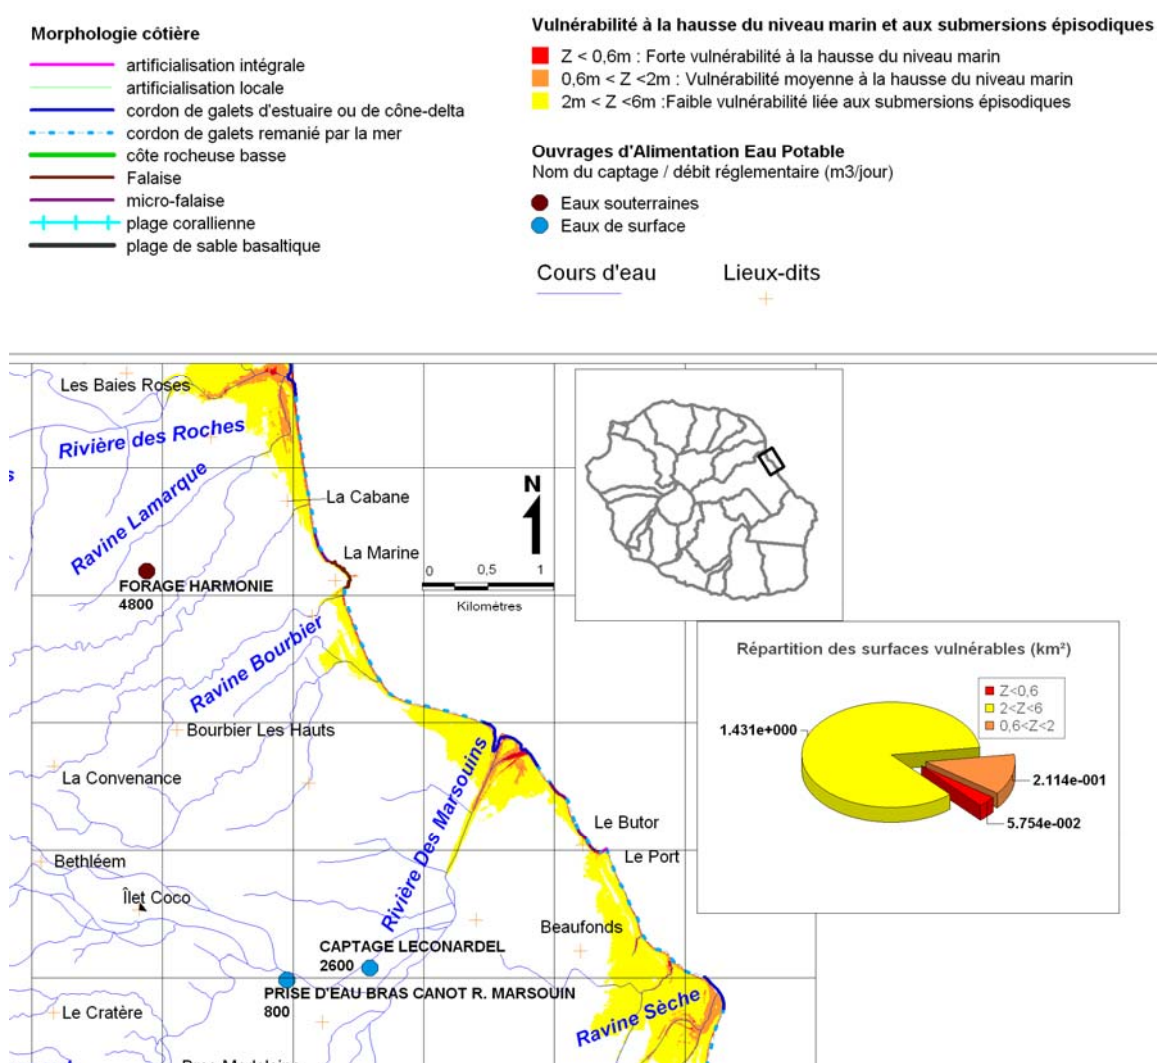 Morphologie côtière
artificialisation intégrale
artificialisation locale
cordon de galets d'estuaire ou de cône-delta
cordon de galets remanié par la mer
côte rocheuse basse
Falaise
micro-falaise
plage corallienne
plage de sable basaltique
Vulnérabilité à la hausse du niveau marin et aux submersions épisodiques
Z < 0,6m : Forte vulnérabilité à la hausse du niveau marin
0,6m < Z <2m : Vulnérabilité moyenne à la hausse du niveau marin
2m < Z <6m :Faible vulnérabilité liée aux submersions épisodiques
Ouvrages d'Alimentation Eau Potable
Nom du captage / débit réglementaire (m3/jour)
Eaux souterraines
Eaux de surface
Cours d'eau
Lieux-dits
Les Baies Roses
Rivière des Roches
Ravine Lamarque
La Cabane
La Marine
FORAGE HARMONIE
4800
N
0 0,5 1
Kilomètres
Ravine Bourbier
Bourbier Les Hauts
La Convenance
Rivière Des Marsouins
Le Butor
Le Port
Bethléem
Îlet Coco
Beaufonds
CAPTAGE LECONARDEL
2600
PRISE D'EAU BRAS CANOT R. MARSOUIN
800
Le Cratère
Ravine Sèche
Répartition des surfaces vulnérables (km²)
Z<0,6
2<Z<6
0,6<Z<2
1.431e+000
2.114e-001
5.754e-002